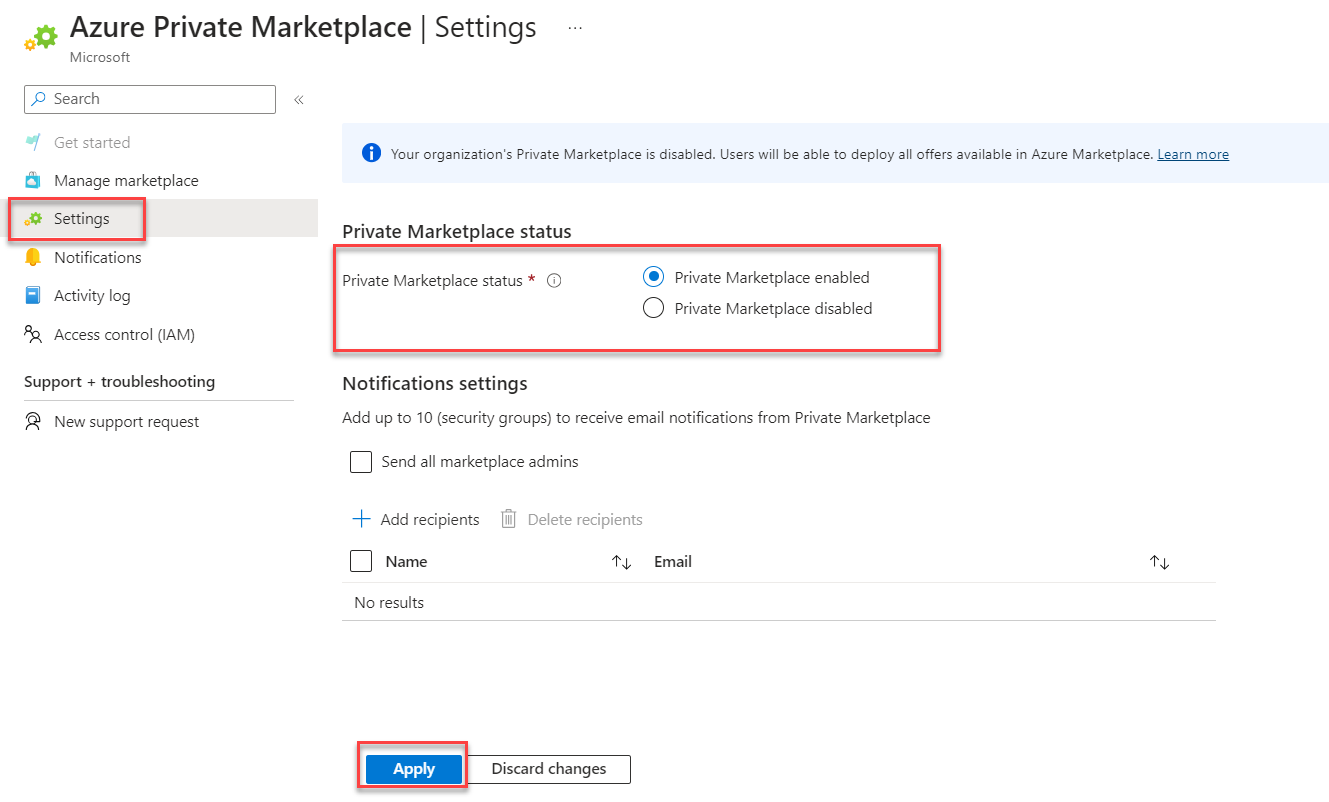 Azure Private Marketplace | Settings ...
Microsoft
Search «
Get started
Manage marketplace
Settings
Notifications
Activity log
Access control (IAM)
Support + troubleshooting
New support request
Your organization's Private Marketplace is disabled. Users will be able to deploy all offers available in Azure Marketplace. Learn more
Private Marketplace status
Private Marketplace status *
Private Marketplace enabled
Private Marketplace disabled
Notifications settings
Add up to 10 (security groups) to receive email notifications from Private Marketplace
Send all marketplace admins
Add recipients Delete recipients
Name Email
No results
Apply Discard changes